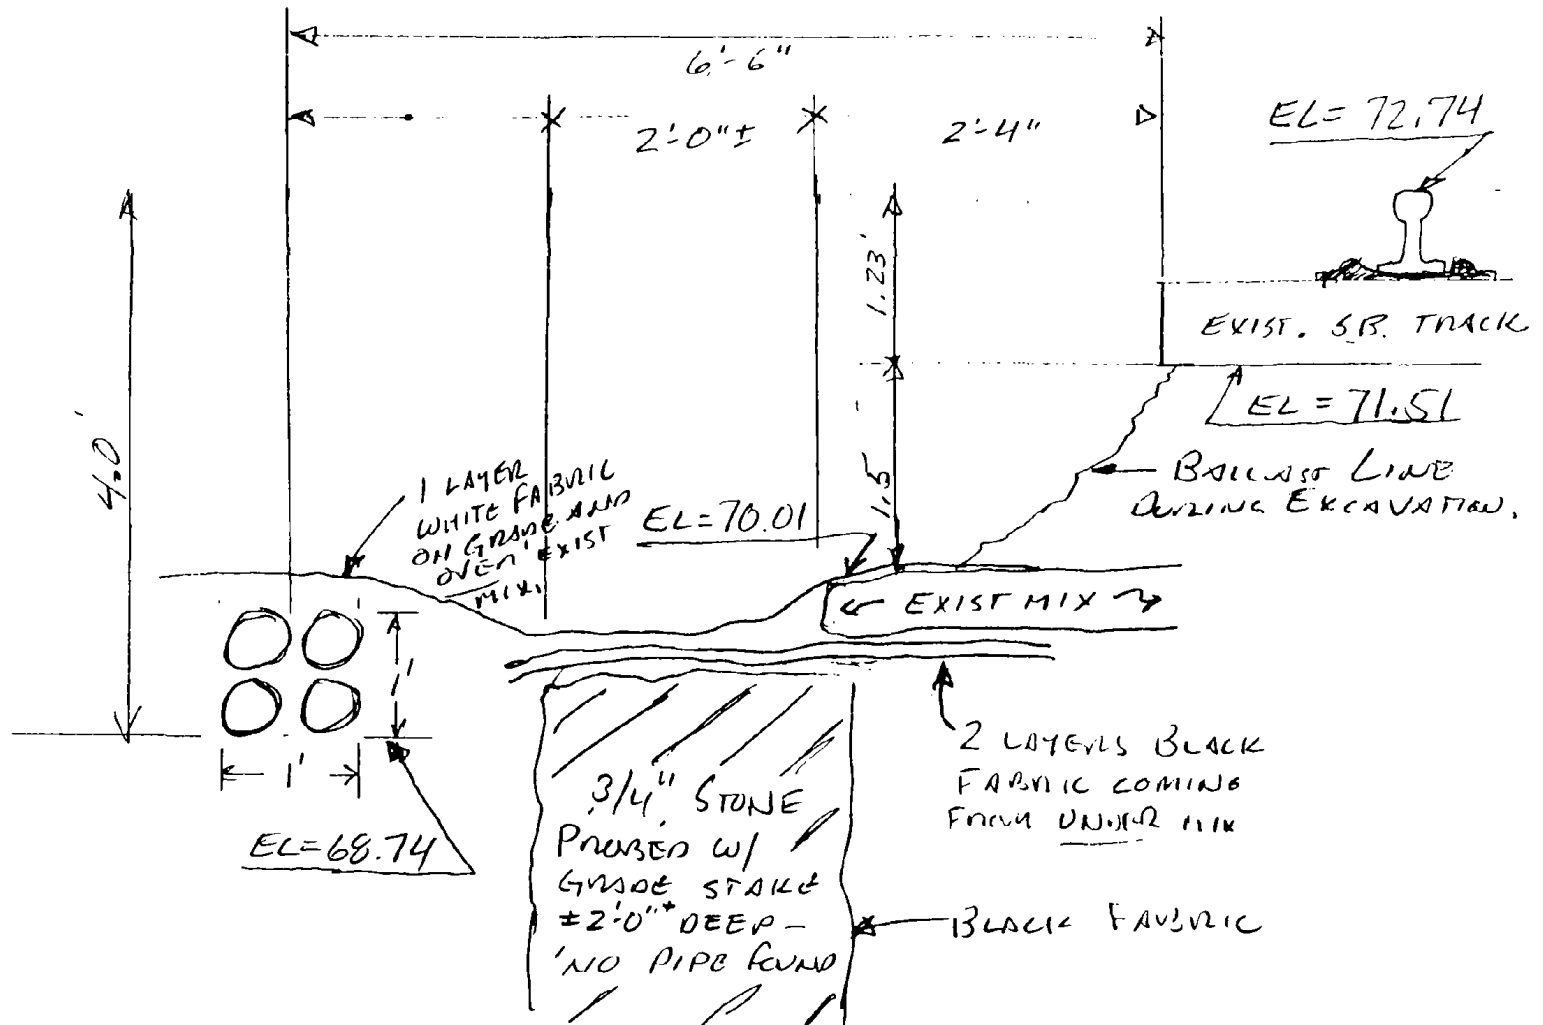 6'-6"
2'-0"±
2'-4"
EL= 72.74
1.23'
EXIST. S.B. TRACK
EL = 71.51
4.0'
1 LAYER
WHITE FABRIC
ON GRADE AND
OVER EXIST
MIX.
EL=70.01
1.5'
BALLAST LINE
DURING EXCAVATION.
← EXIST MIX →
1'
1'
2 LAYERS BLACK
FABRIC COMING
FROM UNDER MIX
EL=68.74
3/4" STONE
PROBED W/
GRADE STAKE
±2'-0"± DEEP -
NO PIPE FOUND
BLACK FABRIC